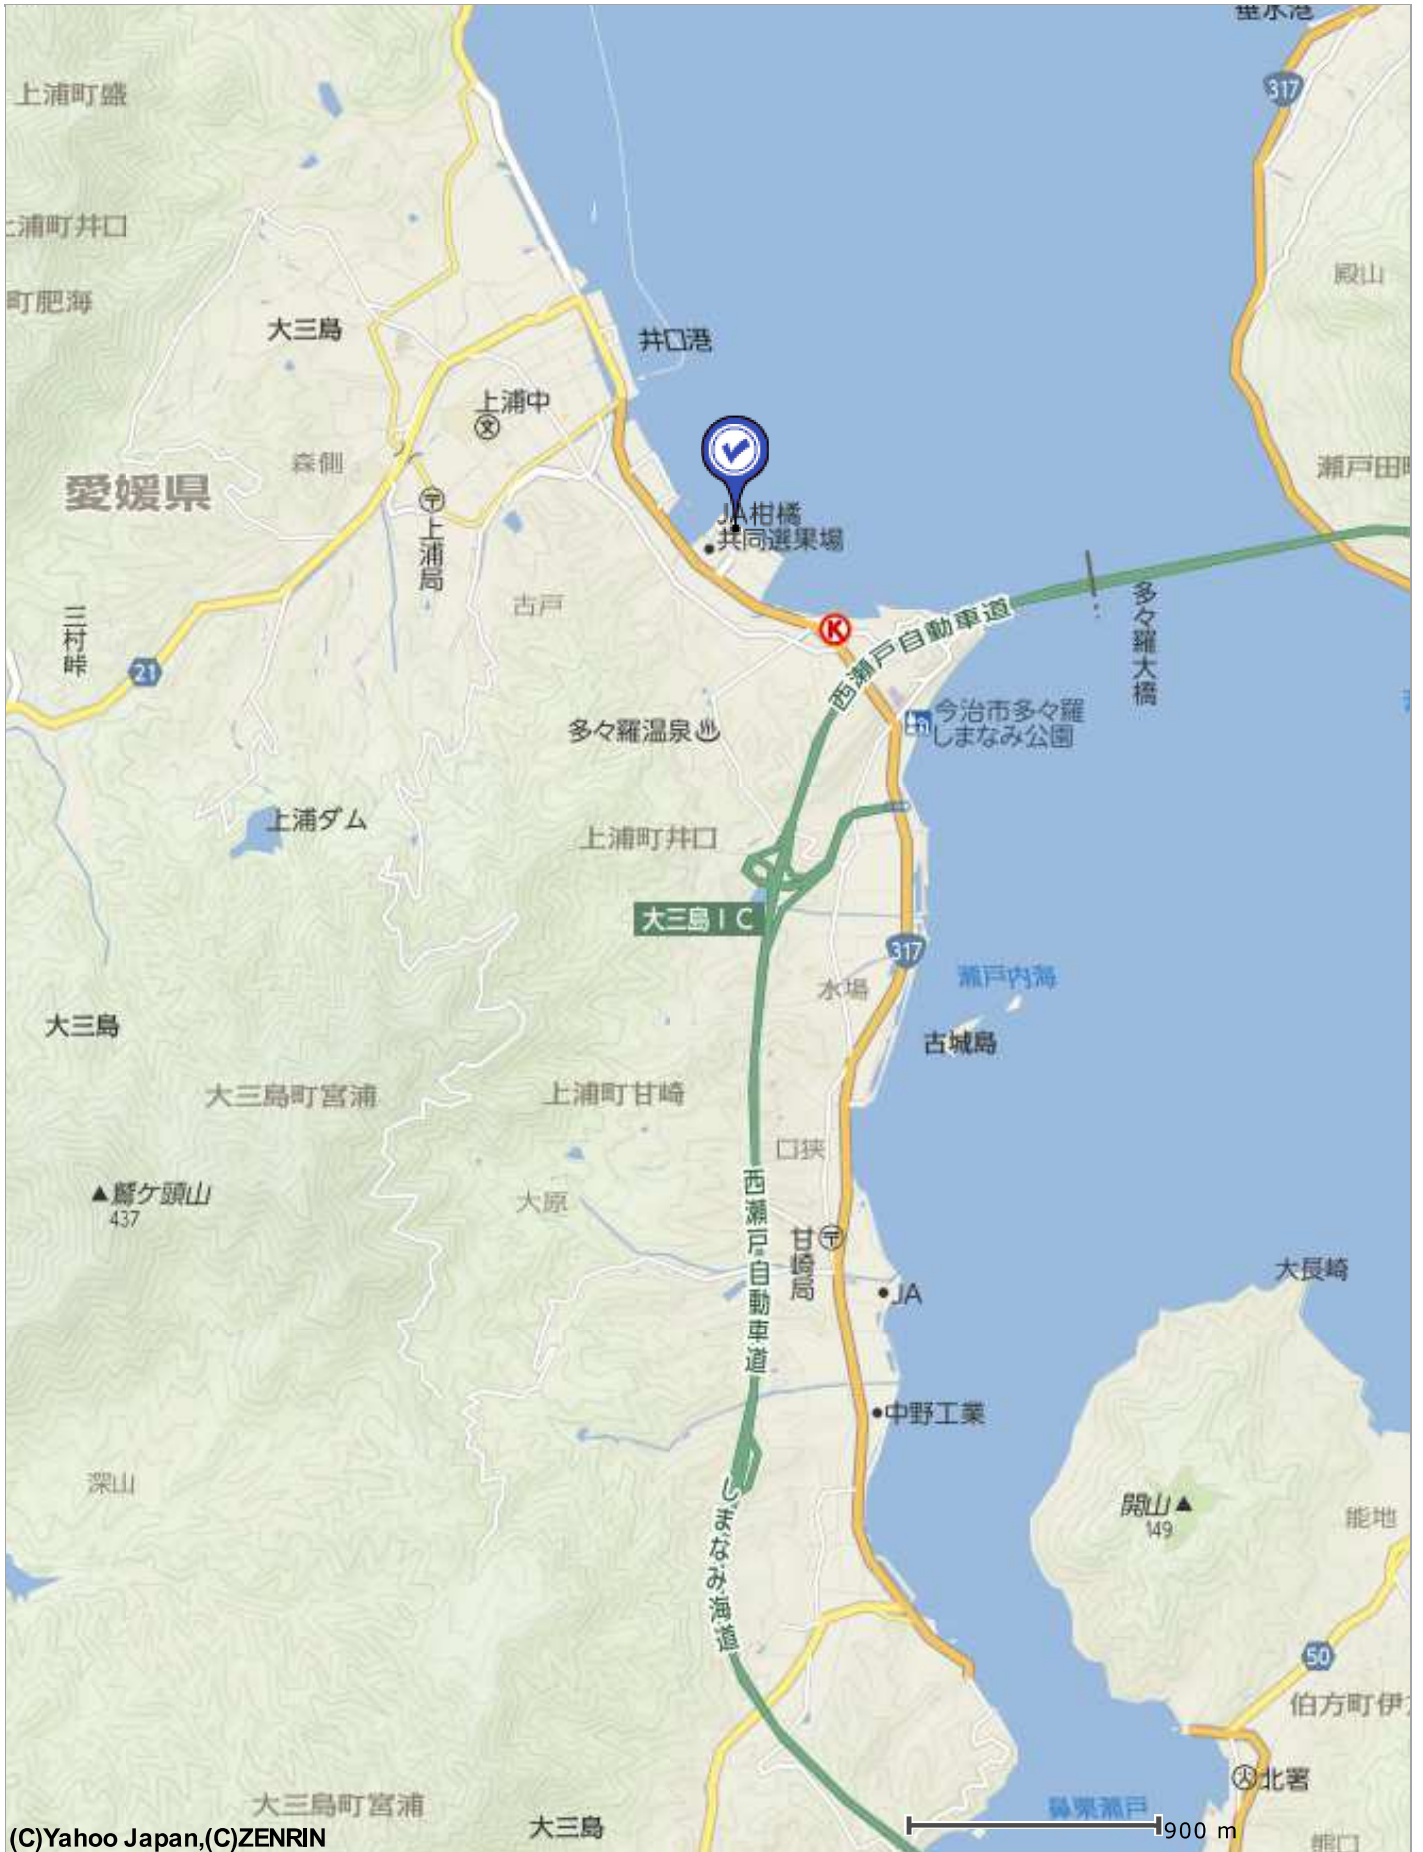 垂水港
317
上浦町盛
上浦町井口
町肥海
殿山
大三島
井口港
上浦中
文
森側
瀬戸田町
愛媛県
〒
上浦局
JA柑橘
共同選果場
古戸
多々羅大橋
三村峠
K
西瀬戸自動車道
21
今治市多々羅
しまなみ公園
多々羅温泉
上浦ダム
上浦町井口
大三島IC
317
瀬戸内海
水場
古城島
大三島
大三島町宮浦
上浦町甘崎
口狭
▲鷲ケ頭山
437
大原
西瀬戸自動車道
〒
甘崎局
大長崎
•JA
•中野工業
深山
しまなみ海道
開山▲
149
能地
50
伯方町伊
北署
大三島町宮浦
大三島
鼻栗瀬戸
900 m
熊口
(C)Yahoo Japan,(C)ZENRIN